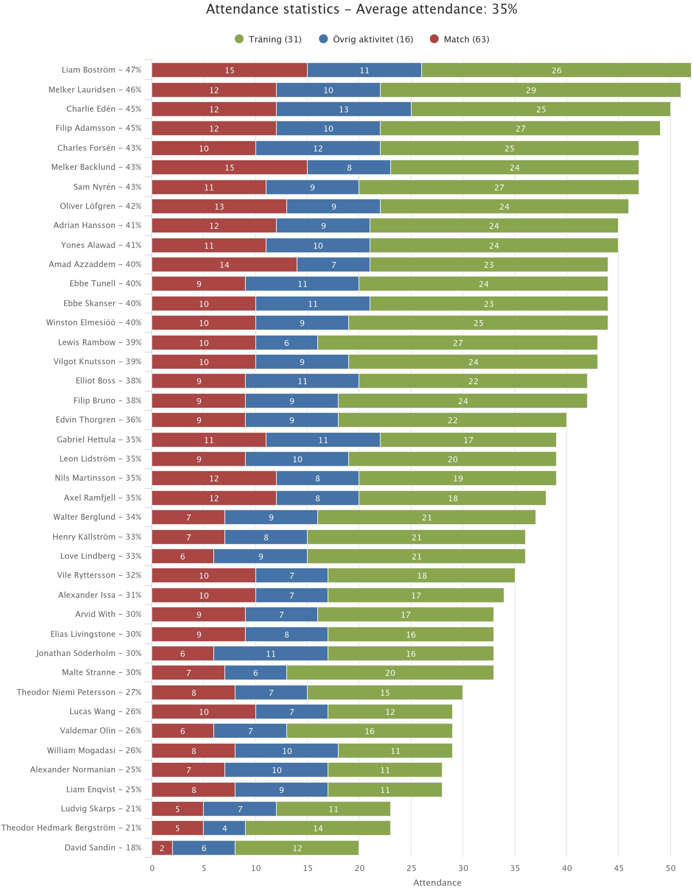 Attendance statistics - Average attendance: 35%
Träning (31) Övrig aktivitet (16) Match (63)
Liam Boström - 47% 15 11 26
Melker Lauridsen - 46% 12 10 29
Charlie Edén - 45% 12 13 25
Filip Adamsson - 45% 12 10 27
Charles Forsén - 43% 10 12 25
Melker Backlund - 43% 15 8 24
Sam Nyrén - 43% 11 9 27
Oliver Löfgren - 42% 13 9 24
Adrian Hansson - 41% 12 9 24
Yones Alawad - 41% 11 10 24
Amad Azzaddem - 40% 14 7 23
Ebbe Tunell - 40% 9 11 24
Ebbe Skanser - 40% 10 11 23
Winston Elmesiöö - 40% 10 9 25
Lewis Rambow - 39% 10 6 27
Vilgot Knutsson - 39% 10 9 24
Elliot Boss - 38% 9 11 22
Filip Bruno - 38% 9 9 24
Edvin Thorgren - 36% 9 9 22
Gabriel Hettula - 35% 11 11 17
Leon Lidström - 35% 9 10 20
Nils Martinsson - 35% 12 8 19
Axel Ramfjell - 35% 12 8 18
Walter Berglund - 34% 7 9 21
Henry Källström - 33% 7 8 21
Love Lindberg - 33% 6 9 21
Vile Ryttersson - 32% 10 7 18
Alexander Issa - 31% 10 7 17
Arvid With - 30% 9 7 17
Elias Livingstone - 30% 9 8 16
Jonathan Söderholm - 30% 6 11 16
Malte Stranne - 30% 7 6 20
Theodor Niemi Petersson - 27% 8 7 15
Lucas Wang - 26% 10 7 12
Valdemar Olin - 26% 6 7 16
William Mogadasi - 26% 8 10 11
Alexander Normanian - 25% 7 10 11
Liam Enqvist - 25% 8 9 11
Ludvig Skarps - 21% 5 7 11
Theodor Hedmark Bergström - 21% 5 4 14
David Sandin - 18% 2 6 12
0 5 10 15 20 25 30 35 40 45 50
Attendance